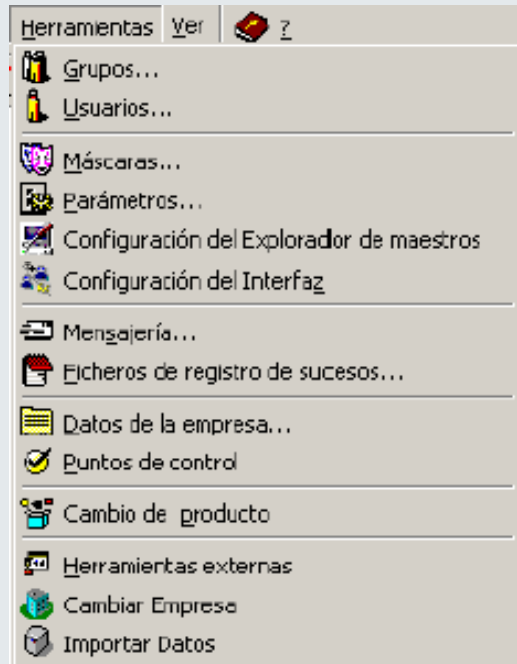 Herramientas Ver ?
Grupos...
Usuarios...
Máscaras...
Parámetros...
Configuración del Explorador de maestros
Configuración del Interfaz
Mensajería...
Ficheros de registro de sucesos...
Datos de la empresa...
Puntos de control
Cambio de producto
Herramientas externas
Cambiar Empresa
Importar Datos